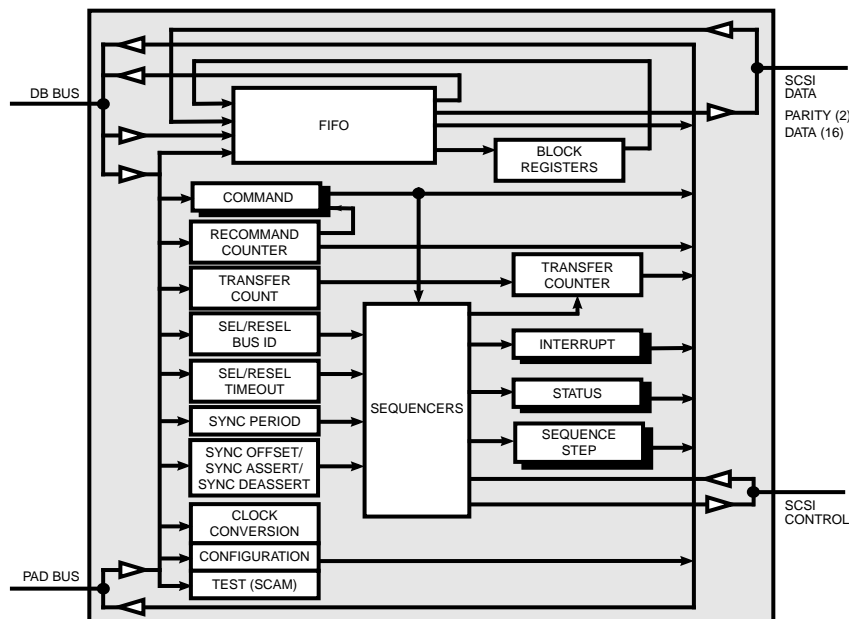 DB BUS
FIFO
SCSI
DATA
PARITY (2)
DATA (16)
BLOCK
REGISTERS
COMMAND
RECOMMAND
COUNTER
TRANSFER
COUNT
TRANSFER
COUNTER
SEL/RESEL
BUS ID
INTERRUPT
SEL/RESEL
TIMEOUT
STATUS
SEQUENCERS
SYNC PERIOD
SEQUENCE
STEP
SYNC OFFSET/
SYNC ASSERT/
SYNC DEASSERT
SCSI
CONTROL
CLOCK
CONVERSION
CONFIGURATION
PAD BUS
TEST (SCAM)